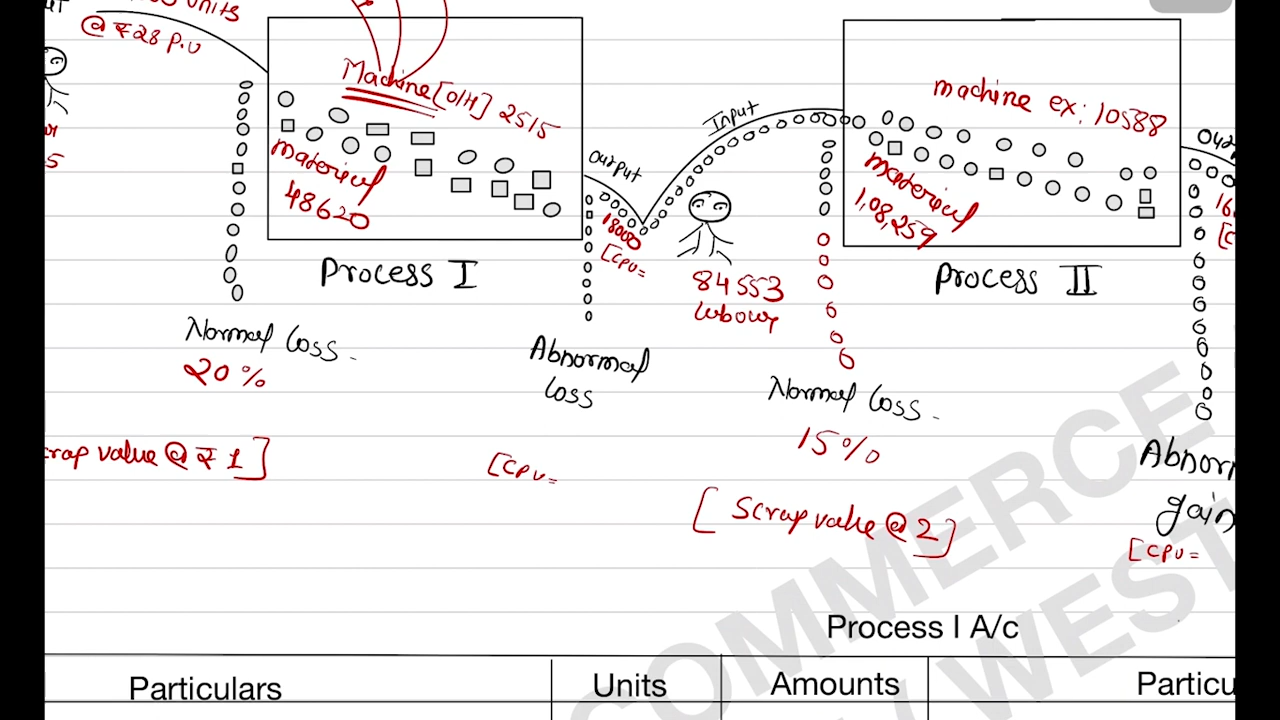 units
@ ₹28 p.u
5
Machine [O/H] 2515
material
48620
Process I
Normal loss
20%
scrap value @ ₹ 1]
output
18000
[CPU=
Abnormal
loss
[CPU=
Input
84553
labour
machine ex: 10588
material
1,08,259
Process II
Normal loss
15%
[Scrap value @ 2]
Abnor
gain
[CPU=
COMMERCE
WEST
Process I A/c
Particulars
Units
Amounts
Particu